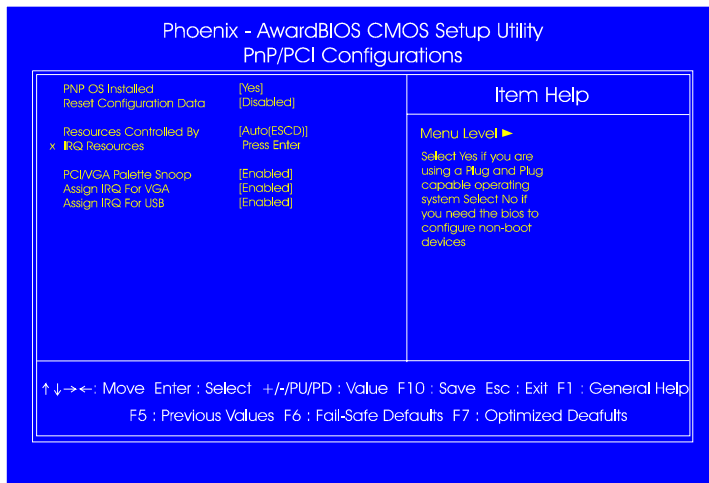 Phoenix - AwardBIOS CMOS Setup Utility
PnP/PCI Configurations
PNP OS Installed [Yes]
Reset Configuration Data [Disabled]
Resources Controlled By [Auto(ESCD)]
x IRQ Resources Press Enter
PCI/VGA Palette Snoop [Enabled]
Assign IRQ For VGA [Enabled]
Assign IRQ For USB [Enabled]
Item Help
Menu Level ►
Select Yes if you are
using a Plug and Plug
capable operating
system Select No if
you need the bios to
configure non-boot
devices
↑↓→←: Move Enter : Select +/-/PU/PD : Value F10 : Save Esc : Exit F1 : General Help
F5 : Previous Values F6 : Fail-Safe Defaults F7 : Optimized Deafults